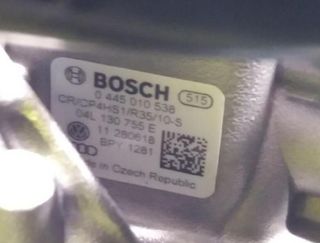 BOSCH
0 445 010 538 515
CR/CP4HS1/R35/10-S
04L 130 755 E
11 280618
BPY 1281
in Czech Republic